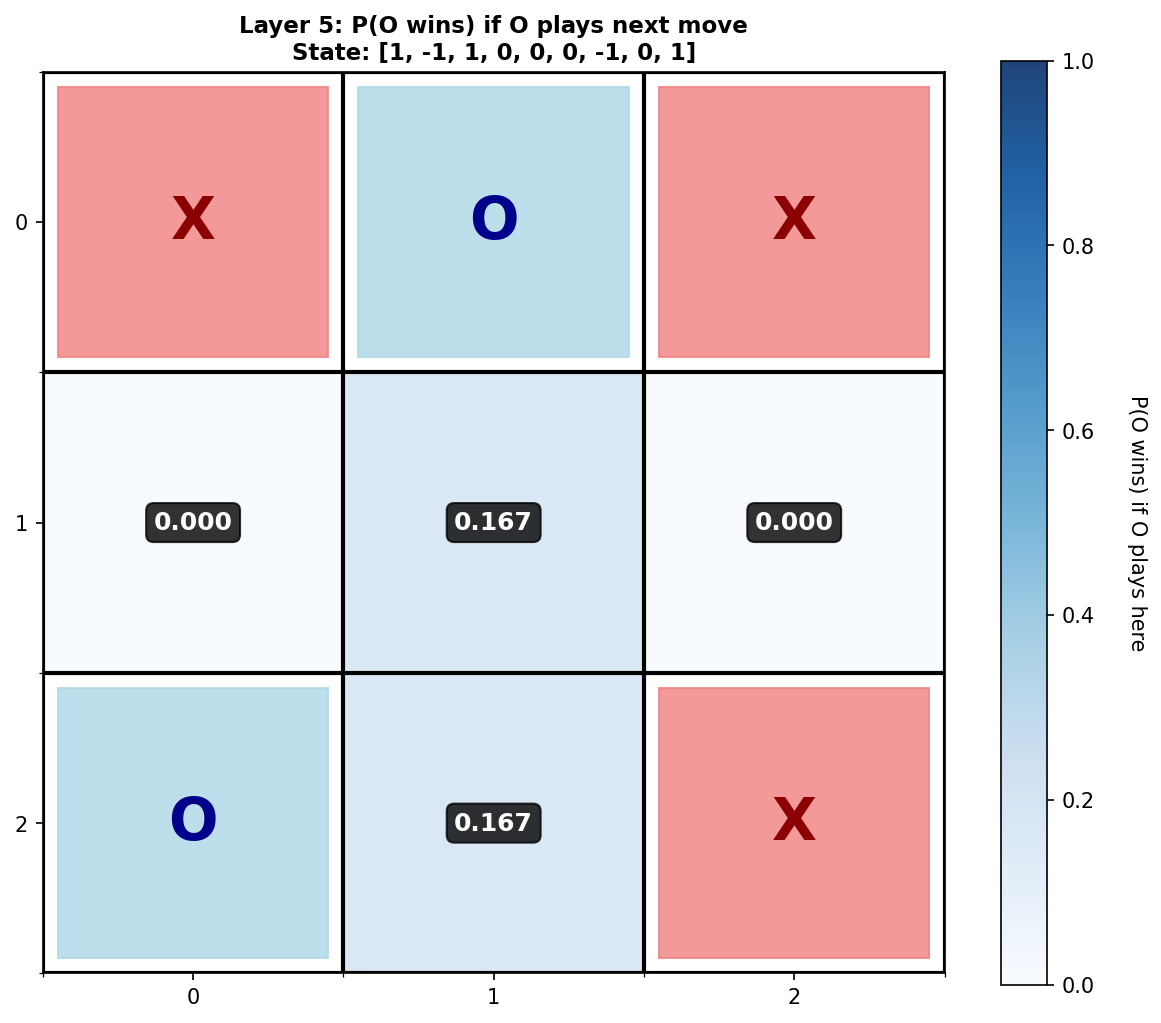 Layer 5: P(O wins) if O plays next move
State: [1, -1, 1, 0, 0, 0, -1, 0, 1]
0
X
O
X
1
0.000
0.167
0.000
2
O
0.167
X
0
1
2
1.0
0.8
0.6
0.4
0.2
0.0
P(O wins) if O plays here